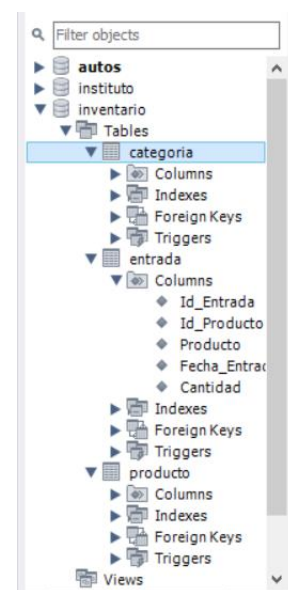 Filter objects
autos
instituto
inventario
Tables
categoria
Columns
Indexes
Foreign Keys
Triggers
entrada
Columns
Id_Entrada
Id_Producto
Producto
Fecha_Entrac
Cantidad
Indexes
Foreign Keys
Triggers
producto
Columns
Indexes
Foreign Keys
Triggers
Views